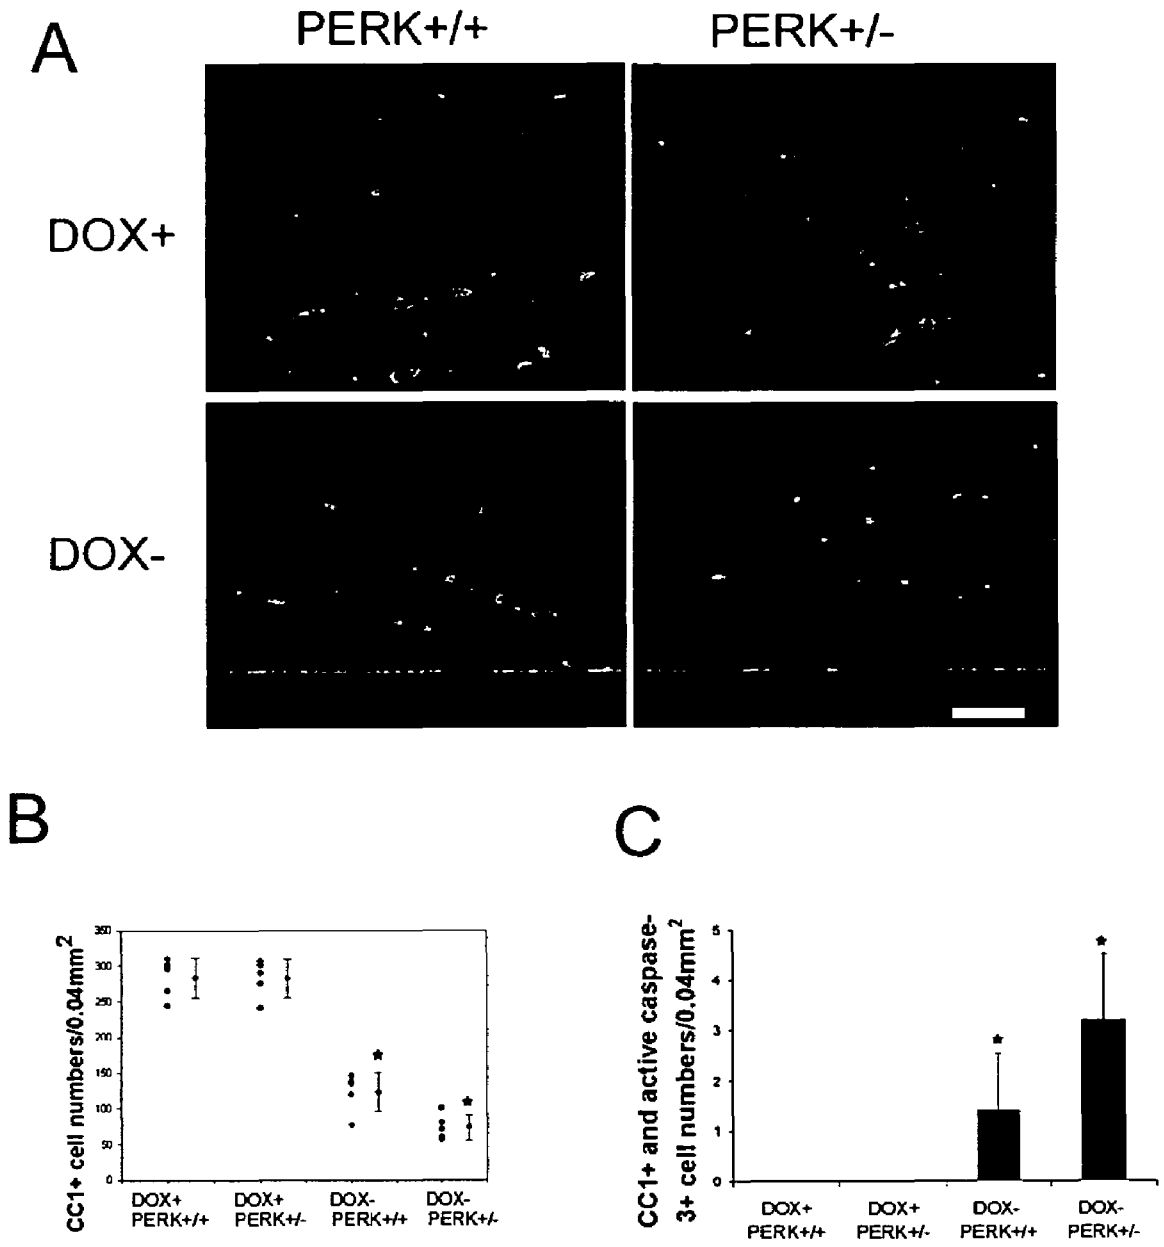 A
PERK+/+
PERK+/-
DOX+
DOX-
B
C
CC1+ cell numbers/0.04mm²
350
300
250
200
150
100
50
0
DOX+ PERK+/+
DOX+ PERK+/-
DOX- PERK+/+
DOX- PERK+/-
CC1+ and active caspase-
3+ cell numbers/0.04mm²
5
4
3
2
1
0
DOX+ PERK+/+
DOX+ PERK+/-
DOX- PERK+/+
DOX- PERK+/-